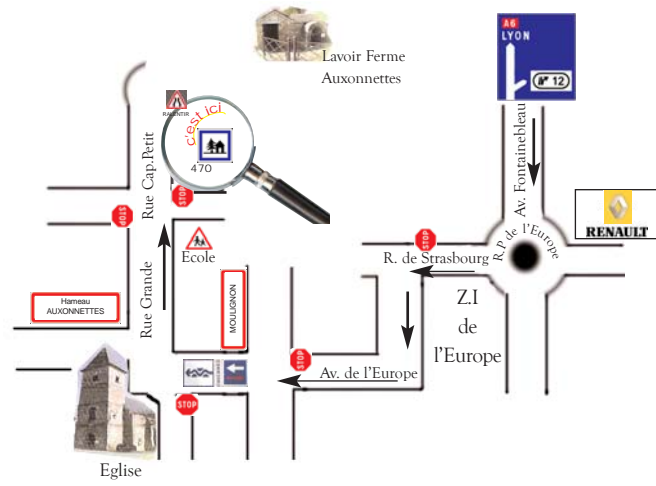 Lavoir Ferme
Auxonnettes
A6
LYON
12
RALENTIR
c'est ici
470
Rue Cap.Petit
Av. Fontainebleau
STOP
STOP
STOP
R.P de l'Europe
RENAULT
Ecole
R. de Strasbourg
Hameau
AUXONNETTES
Rue Grande
MOULIGNON
Z.I
de
l'Europe
STOP
Av. de l'Europe
STOP
Eglise